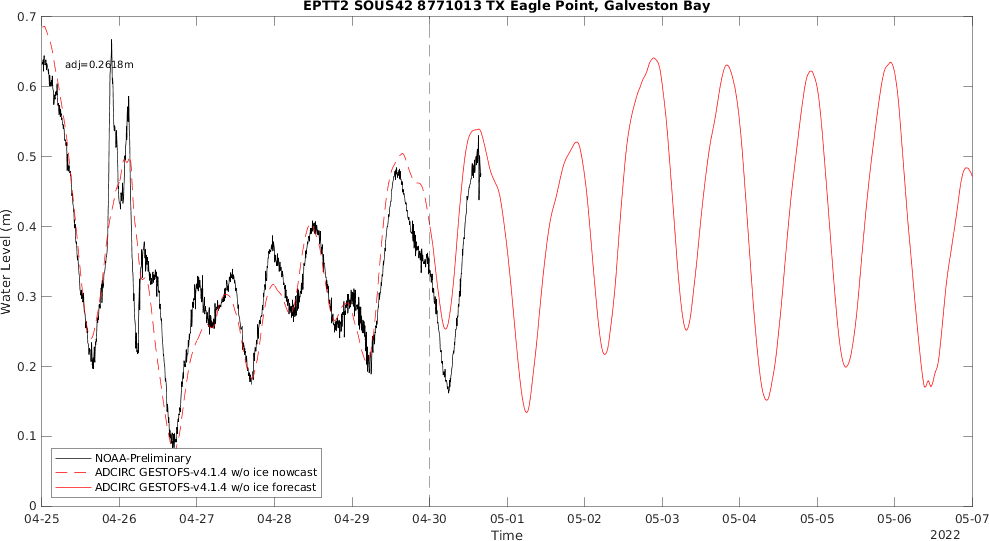 EPTT2 SOUS42 8771013 TX Eagle Point, Galveston Bay
adj=0.2618m
0.7
0.6
0.5
0.4
0.3
0.2
0.1
0
Water Level (m)
NOAA-Preliminary
ADCIRC GESTOFS-v4.1.4 w/o ice nowcast
ADCIRC GESTOFS-v4.1.4 w/o ice forecast
04-25 04-26 04-27 04-28 04-29 04-30 05-01 05-02 05-03 05-04 05-05 05-06 05-07
Time
2022